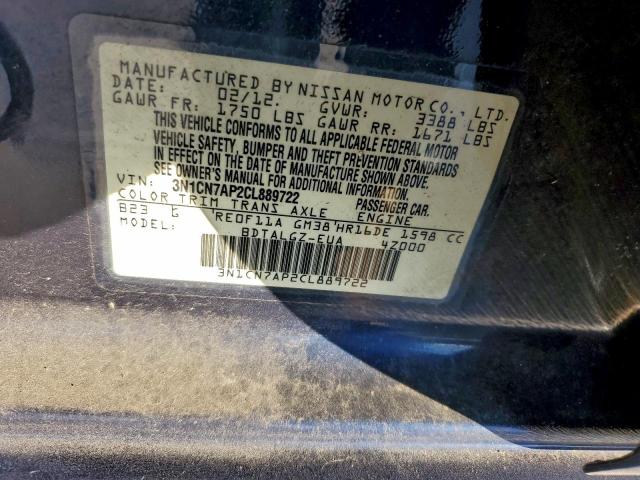 MANUFACTURED BY NISSAN MOTOR CO., LTD.
DATE: 02/12. GVWR: 3388 LBS
GAWR FR: 1750 LBS GAWR RR: 1671 LBS
THIS VEHICLE CONFORMS TO ALL APPLICABLE FEDERAL MOTOR
VEHICLE SAFETY, BUMPER, AND THEFT PREVENTION STANDARDS
IN EFFECT ON THE DATE OF MANUFACTURE SHOWN ABOVE.
SEE OWNER'S MANUAL FOR ADDITIONAL INFORMATION.
VIN: 3N1CN7AP2CL889722 PASSENGER CAR.
COLOR TRIM TRANS AXLE ENGINE
B23 G RE0F11A GM38 HR16DE 1598 CC
MODEL: BDTALGZ-EUA 4Z000
3N1CN7AP2CL889722